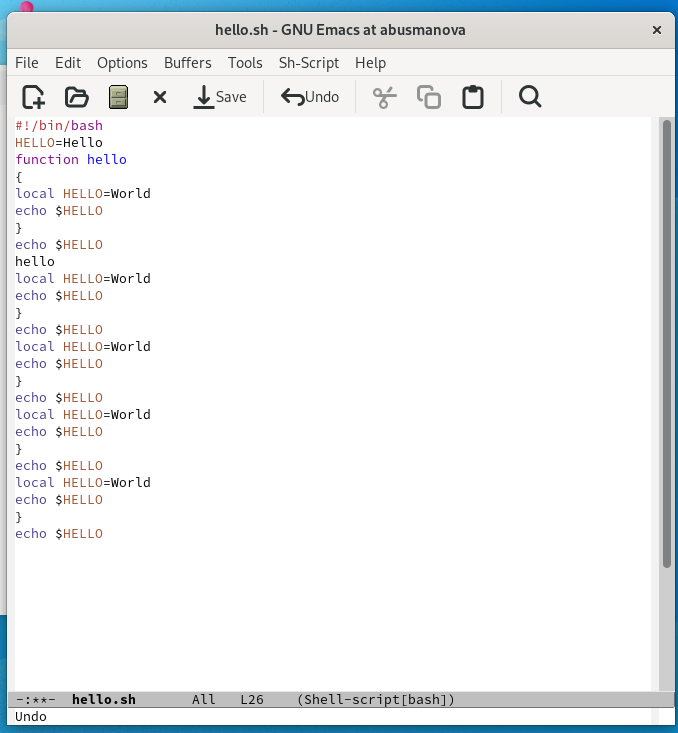 hello.sh - GNU Emacs at abusmanova
File Edit Options Buffers Tools Sh-Script Help
Save Undo
#!/bin/bash
HELLO=Hello
function hello
{
local HELLO=World
echo $HELLO
}
echo $HELLO
hello
local HELLO=World
echo $HELLO
}
echo $HELLO
local HELLO=World
echo $HELLO
}
echo $HELLO
local HELLO=World
echo $HELLO
}
echo $HELLO
local HELLO=World
echo $HELLO
}
echo $HELLO
-:**- hello.sh All L26 (Shell-script[bash])
Undo